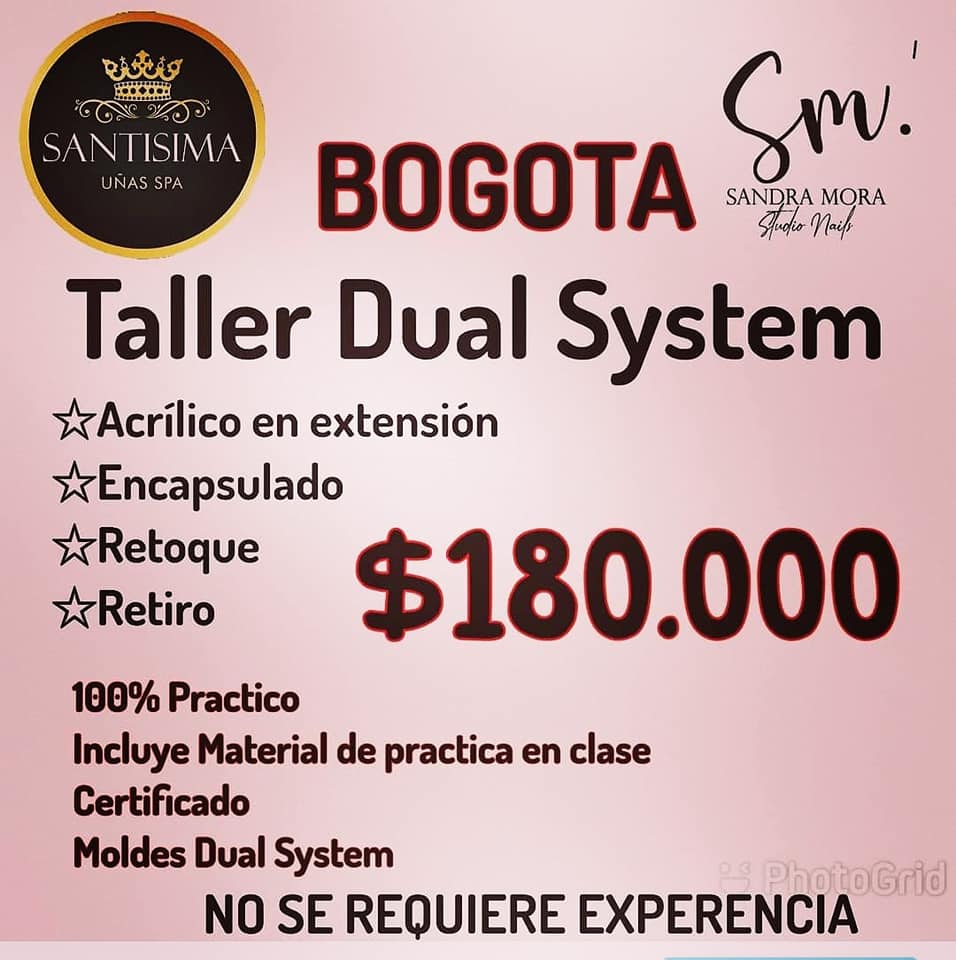 SANTISIMA
UÑAS SPA
Sm.
SANDRA MORA
Studio Nails
BOGOTA
Taller Dual System
☆Acrílico en extensión
☆Encapsulado
☆Retoque
☆Retiro
$180.000
100% Practico
Incluye Material de practica en clase
Certificado
Moldes Dual System
PhotoGrid
NO SE REQUIERE EXPERENCIA